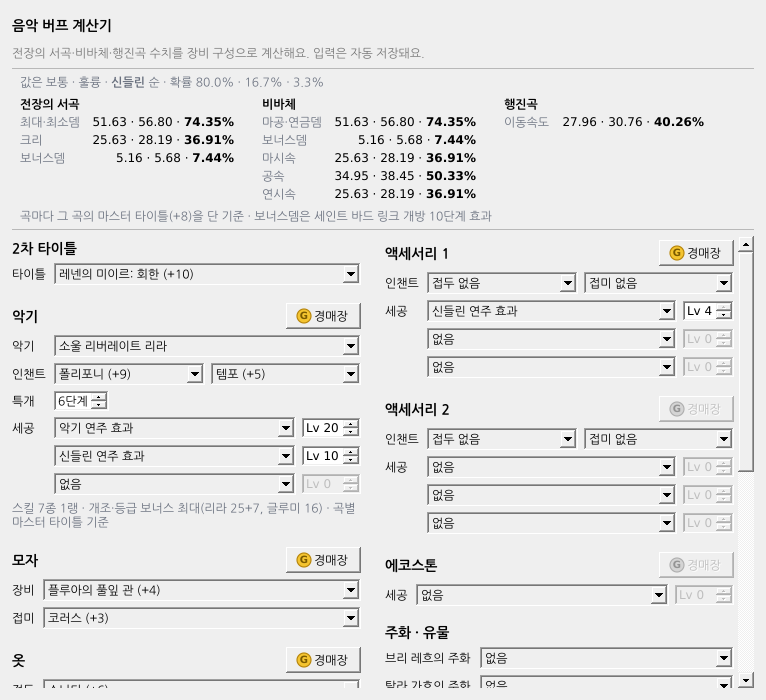 음악 버프 계산기
전장의 서곡·비바체·행진곡 수치를 장비 구성으로 계산해요. 입력은 자동 저장돼요.
값은 보통 · 훌륭 · 신들린 순 · 확률 80.0% · 16.7% · 3.3%
전장의 서곡
최대·최소뎀 51.63 · 56.80 · 74.35%
크리 25.63 · 28.19 · 36.91%
보너스뎀 5.16 · 5.68 · 7.44%
비바체
마공·연금뎀 51.63 · 56.80 · 74.35%
보너스뎀 5.16 · 5.68 · 7.44%
마시속 25.63 · 28.19 · 36.91%
공속 34.95 · 38.45 · 50.33%
연시속 25.63 · 28.19 · 36.91%
행진곡
이동속도 27.96 · 30.76 · 40.26%
곡마다 그 곡의 마스터 타이틀(+8)을 단 기준 · 보너스뎀은 세인트 바드 링크 개방 10단계 효과
2차 타이틀
타이틀 레넨의 미이르: 회한 (+10)
악기 G 경매장
악기 소울 리버레이트 리라
인챈트 폴리포니 (+9) 템포 (+5)
특개 6단계
세공 악기 연주 효과 Lv 20
신들린 연주 효과 Lv 10
없음 Lv 0
스킬 7종 1랭 · 개조·등급 보너스 최대(리라 25+7, 글루미 16) · 곡별
마스터 타이틀 기준
모자 G 경매장
장비 플루아의 풀잎 관 (+4)
접미 코러스 (+3)
옷 G 경매장
액세서리 1 G 경매장
인챈트 접두 없음 접미 없음
세공 신들린 연주 효과 Lv 4
없음 Lv 0
없음 Lv 0
액세서리 2 G 경매장
인챈트 접두 없음 접미 없음
세공 없음 Lv 0
없음 Lv 0
없음 Lv 0
에코스톤 G 경매장
세공 없음 Lv 0
주화 · 유물
브리 레흐의 주화 없음
탈라 가흐의 주화 없음